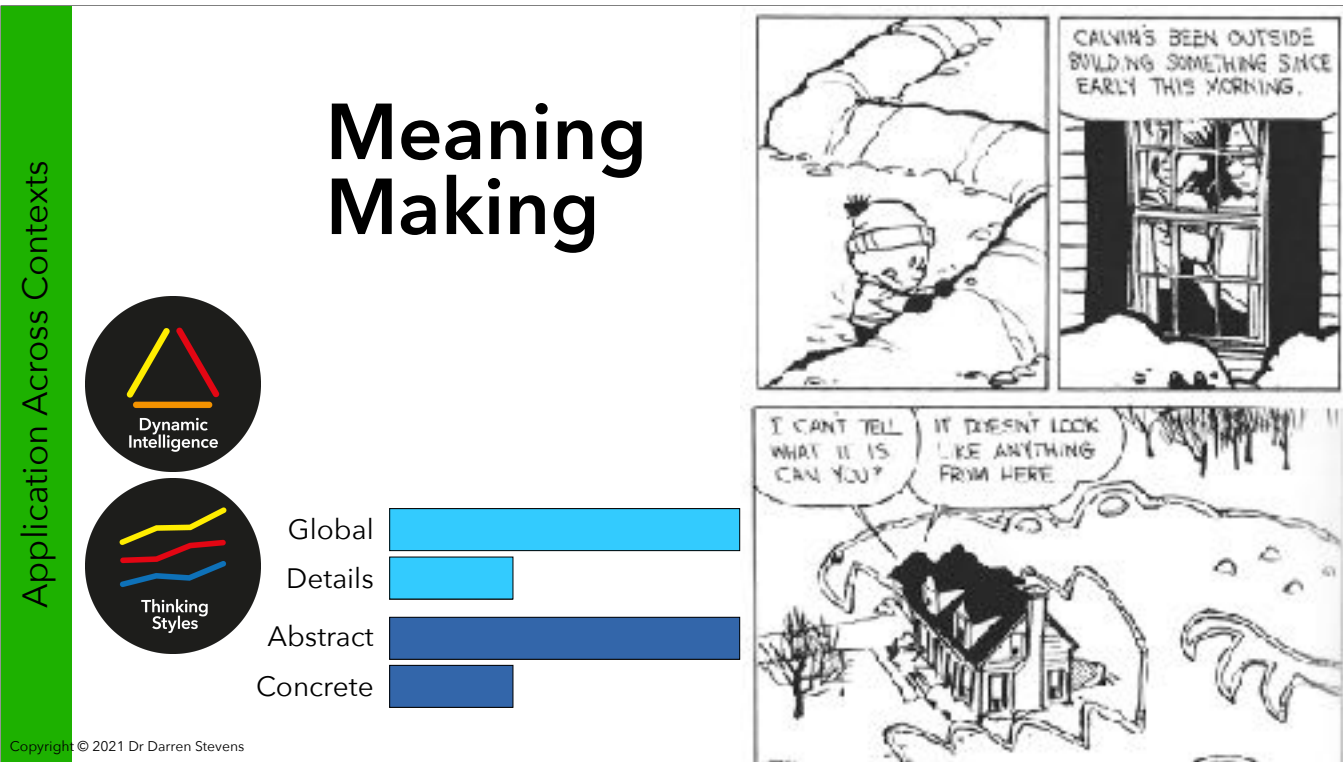 Application Across Contexts
Meaning
Making
Dynamic
Intelligence
Thinking
Styles
Global
Details
Abstract
Concrete
CALVIN'S BEEN OUTSIDE
BUILDING SOMETHING SINCE
EARLY THIS MORNING.
I CAN'T TELL
WHAT IT IS
CAN YOU?
IT DOESN'T LOOK
LIKE ANYTHING
FROM HERE
Copyright © 2021 Dr Darren Stevens